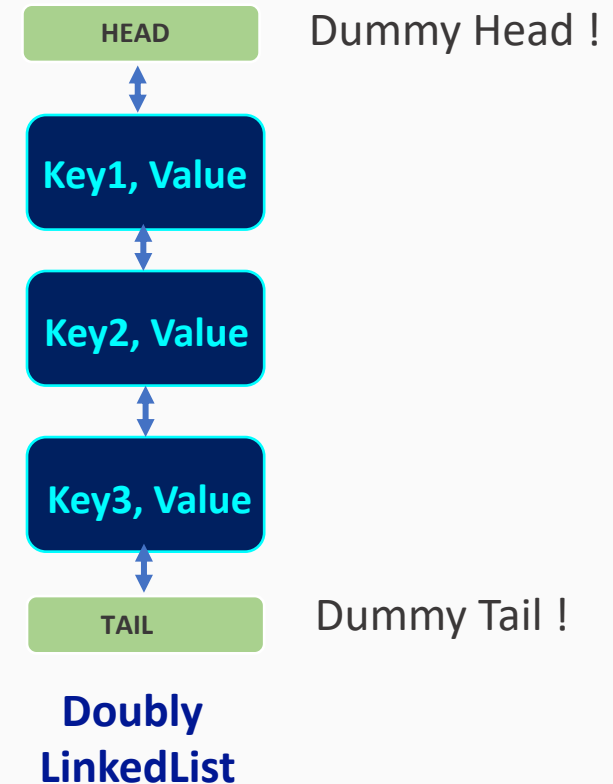 HEAD
Dummy Head !
Key1, Value
Key2, Value
Key3, Value
TAIL
Dummy Tail !
Doubly
LinkedList